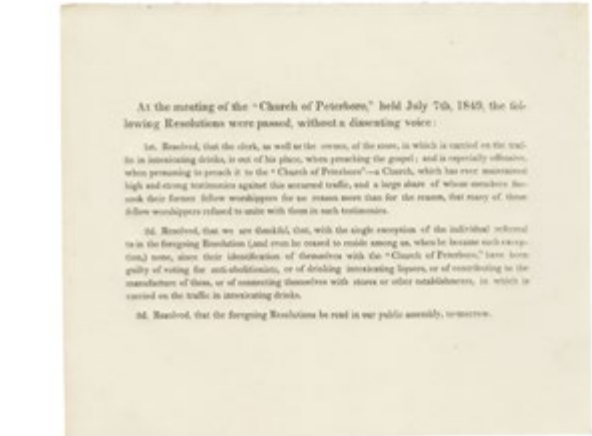 At the meeting of the "Church of Peterboro," held July 7th, 1849, the fol-
lowing Resolutions were passed, without a dissenting voice:
1st. Resolved, that the clerk, as well as the owner, of the store, in which is carried on the traf-
fic in intoxicating drinks, is out of his place, when preaching the gospel; and is especially offensive,
when presuming to preach it to the "Church of Peterboro"—a Church, which has ever maintained
high and strong testimonies against this accursed traffic, and a large share of whose members for-
sook their former fellow worshippers for no reason more than for the reason, that many of those
fellow worshippers refused to unite with them in such testimonies.
2d. Resolved, that we are thankful, that, with the single exception of the individual referred
to in the foregoing Resolution (,and even he ceased to reside among us, when he became such excep-
tion,) none, since their identification of themselves with the "Church of Peterboro," have been
guilty of voting for anti-abolitionists, or of drinking intoxicating liquors, or of contributing to the
manufacture of them, or of connecting themselves with stores or other establishments, in which is
carried on the traffic in intoxicating drinks.
3d. Resolved, that the foregoing Resolutions be read in our public assembly, to-morrow.